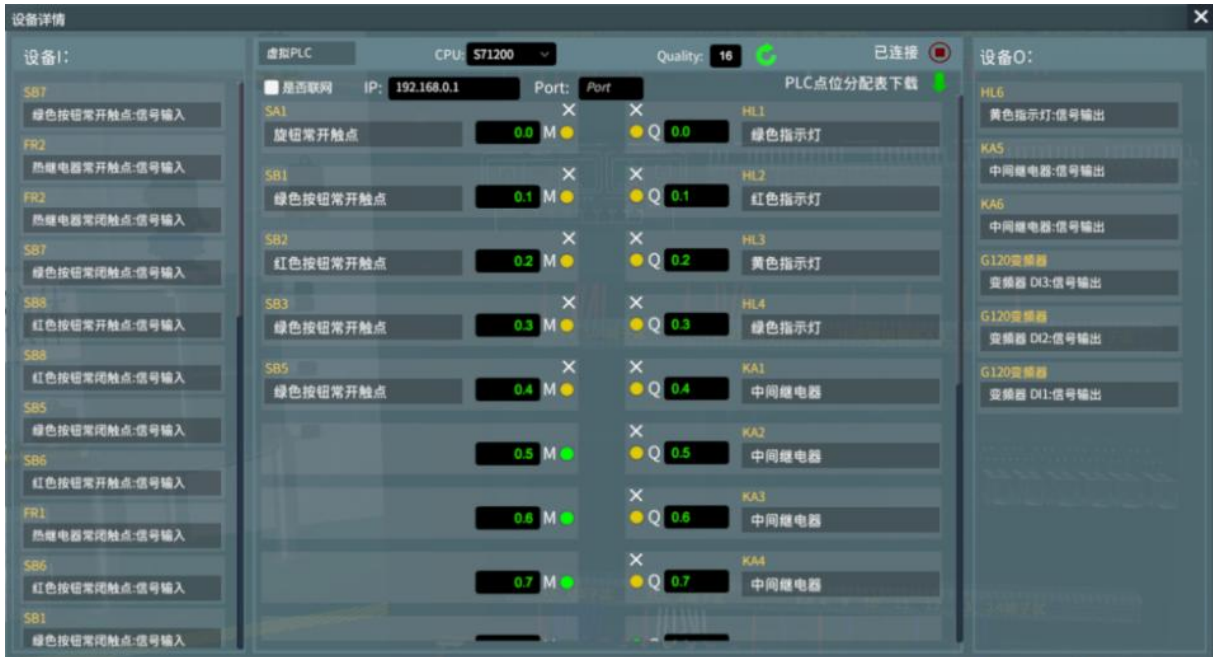 设备详情
设备I:
SB7
绿色按钮常开触点:信号输入
FR2
热继电器常开触点:信号输入
FR2
热继电器常闭触点:信号输入
SB7
绿色按钮常闭触点:信号输入
SB8
红色按钮常开触点:信号输入
SB8
红色按钮常闭触点:信号输入
SB5
绿色按钮常闭触点:信号输入
SB6
红色按钮常开触点:信号输入
FR1
热继电器常开触点:信号输入
SB6
红色按钮常闭触点:信号输入
SB1
绿色按钮常闭触点:信号输入
虚拟PLC CPU: S71200 Quality: 16 已连接
是否联网 IP: 192.168.0.1 Port: Port PLC点位分配表下载
SA1 HL1
旋钮常开触点 0.0 M Q 0.0 绿色指示灯
SB1 HL2
绿色按钮常开触点 0.1 M Q 0.1 红色指示灯
SB2 HL3
红色按钮常开触点 0.2 M Q 0.2 黄色指示灯
SB3 HL4
绿色按钮常开触点 0.3 M Q 0.3 绿色指示灯
SB5 KA1
绿色按钮常开触点 0.4 M Q 0.4 中间继电器
KA2
0.5 M Q 0.5 中间继电器
KA3
0.6 M Q 0.6 中间继电器
KA4
0.7 M Q 0.7 中间继电器
设备O:
HL6
黄色指示灯:信号输出
KA5
中间继电器:信号输出
KA6
中间继电器:信号输出
G120变频器
变频器 DI3:信号输出
G120变频器
变频器 DI2:信号输出
G120变频器
变频器 DI1:信号输出